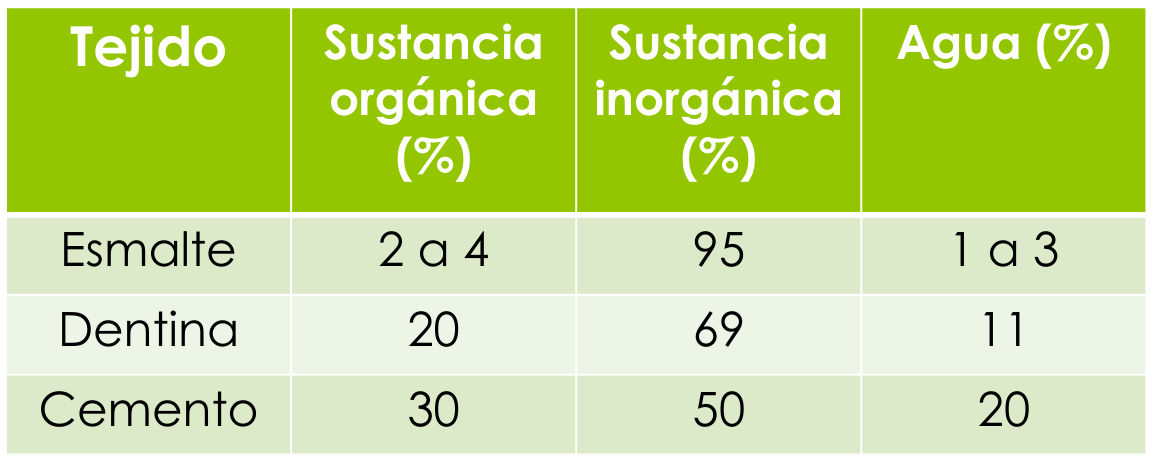 Tejido Sustancia orgánica (%) Sustancia inorgánica (%) Agua (%)
Esmalte 2 a 4 95 1 a 3
Dentina 20 69 11
Cemento 30 50 20